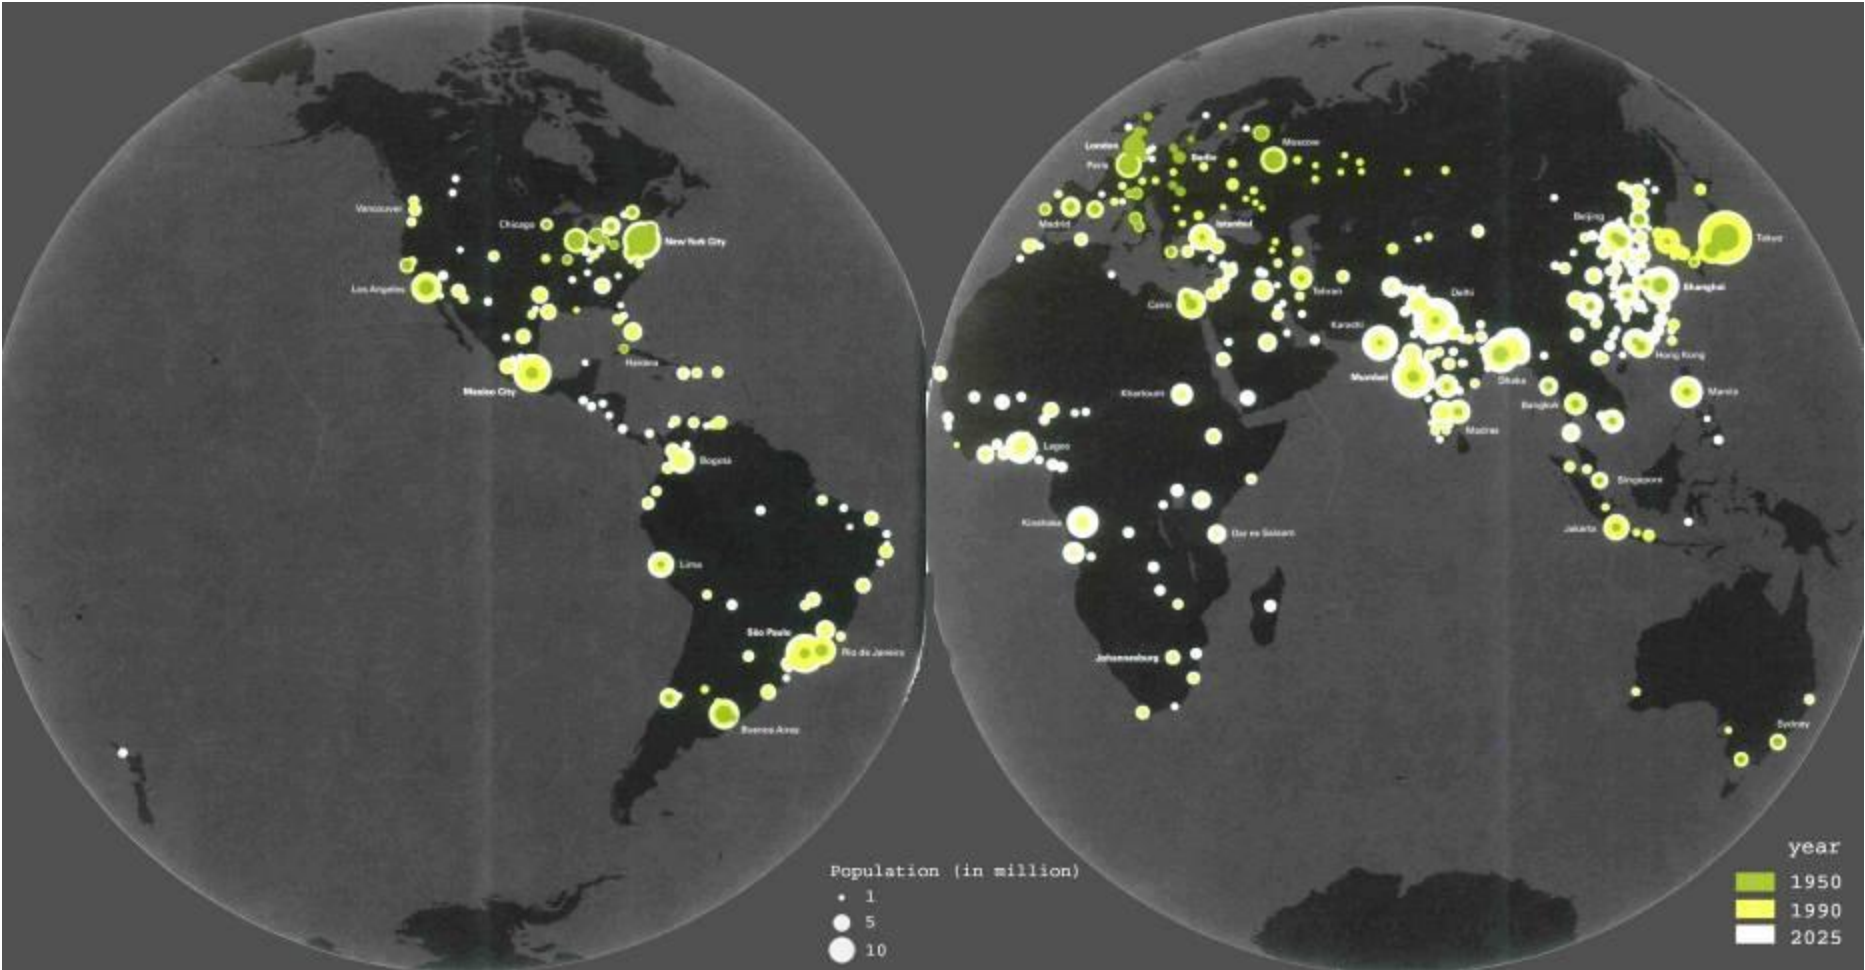 Vancouver
Chicago
New York City
Los Angeles
Havana
Mexico City
Bogotá
Lima
São Paulo
Rio de Janeiro
Buenos Aires
London
Paris
Berlin
Moscow
Madrid
Istanbul
Beijing
Tokyo
Cairo
Tehran
Delhi
Shanghai
Karachi
Hong Kong
Mumbai
Dhaka
Khartoum
Bangkok
Manila
Madras
Lagos
Singapore
Kinshasa
Dar es Salaam
Jakarta
Johannesburg
Sydney
Population (in million)
1
5
10
year
1950
1990
2025